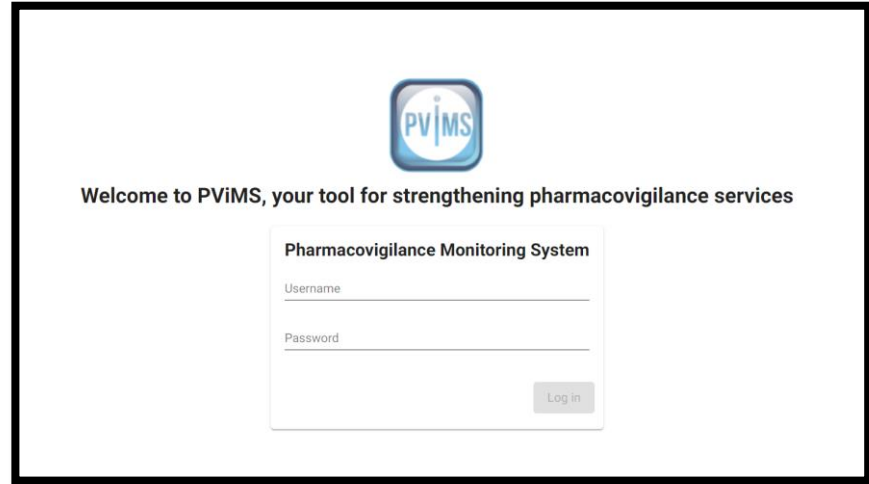 PViMS
Welcome to PViMS, your tool for strengthening pharmacovigilance services
Pharmacovigilance Monitoring System
Username
Password
Log in